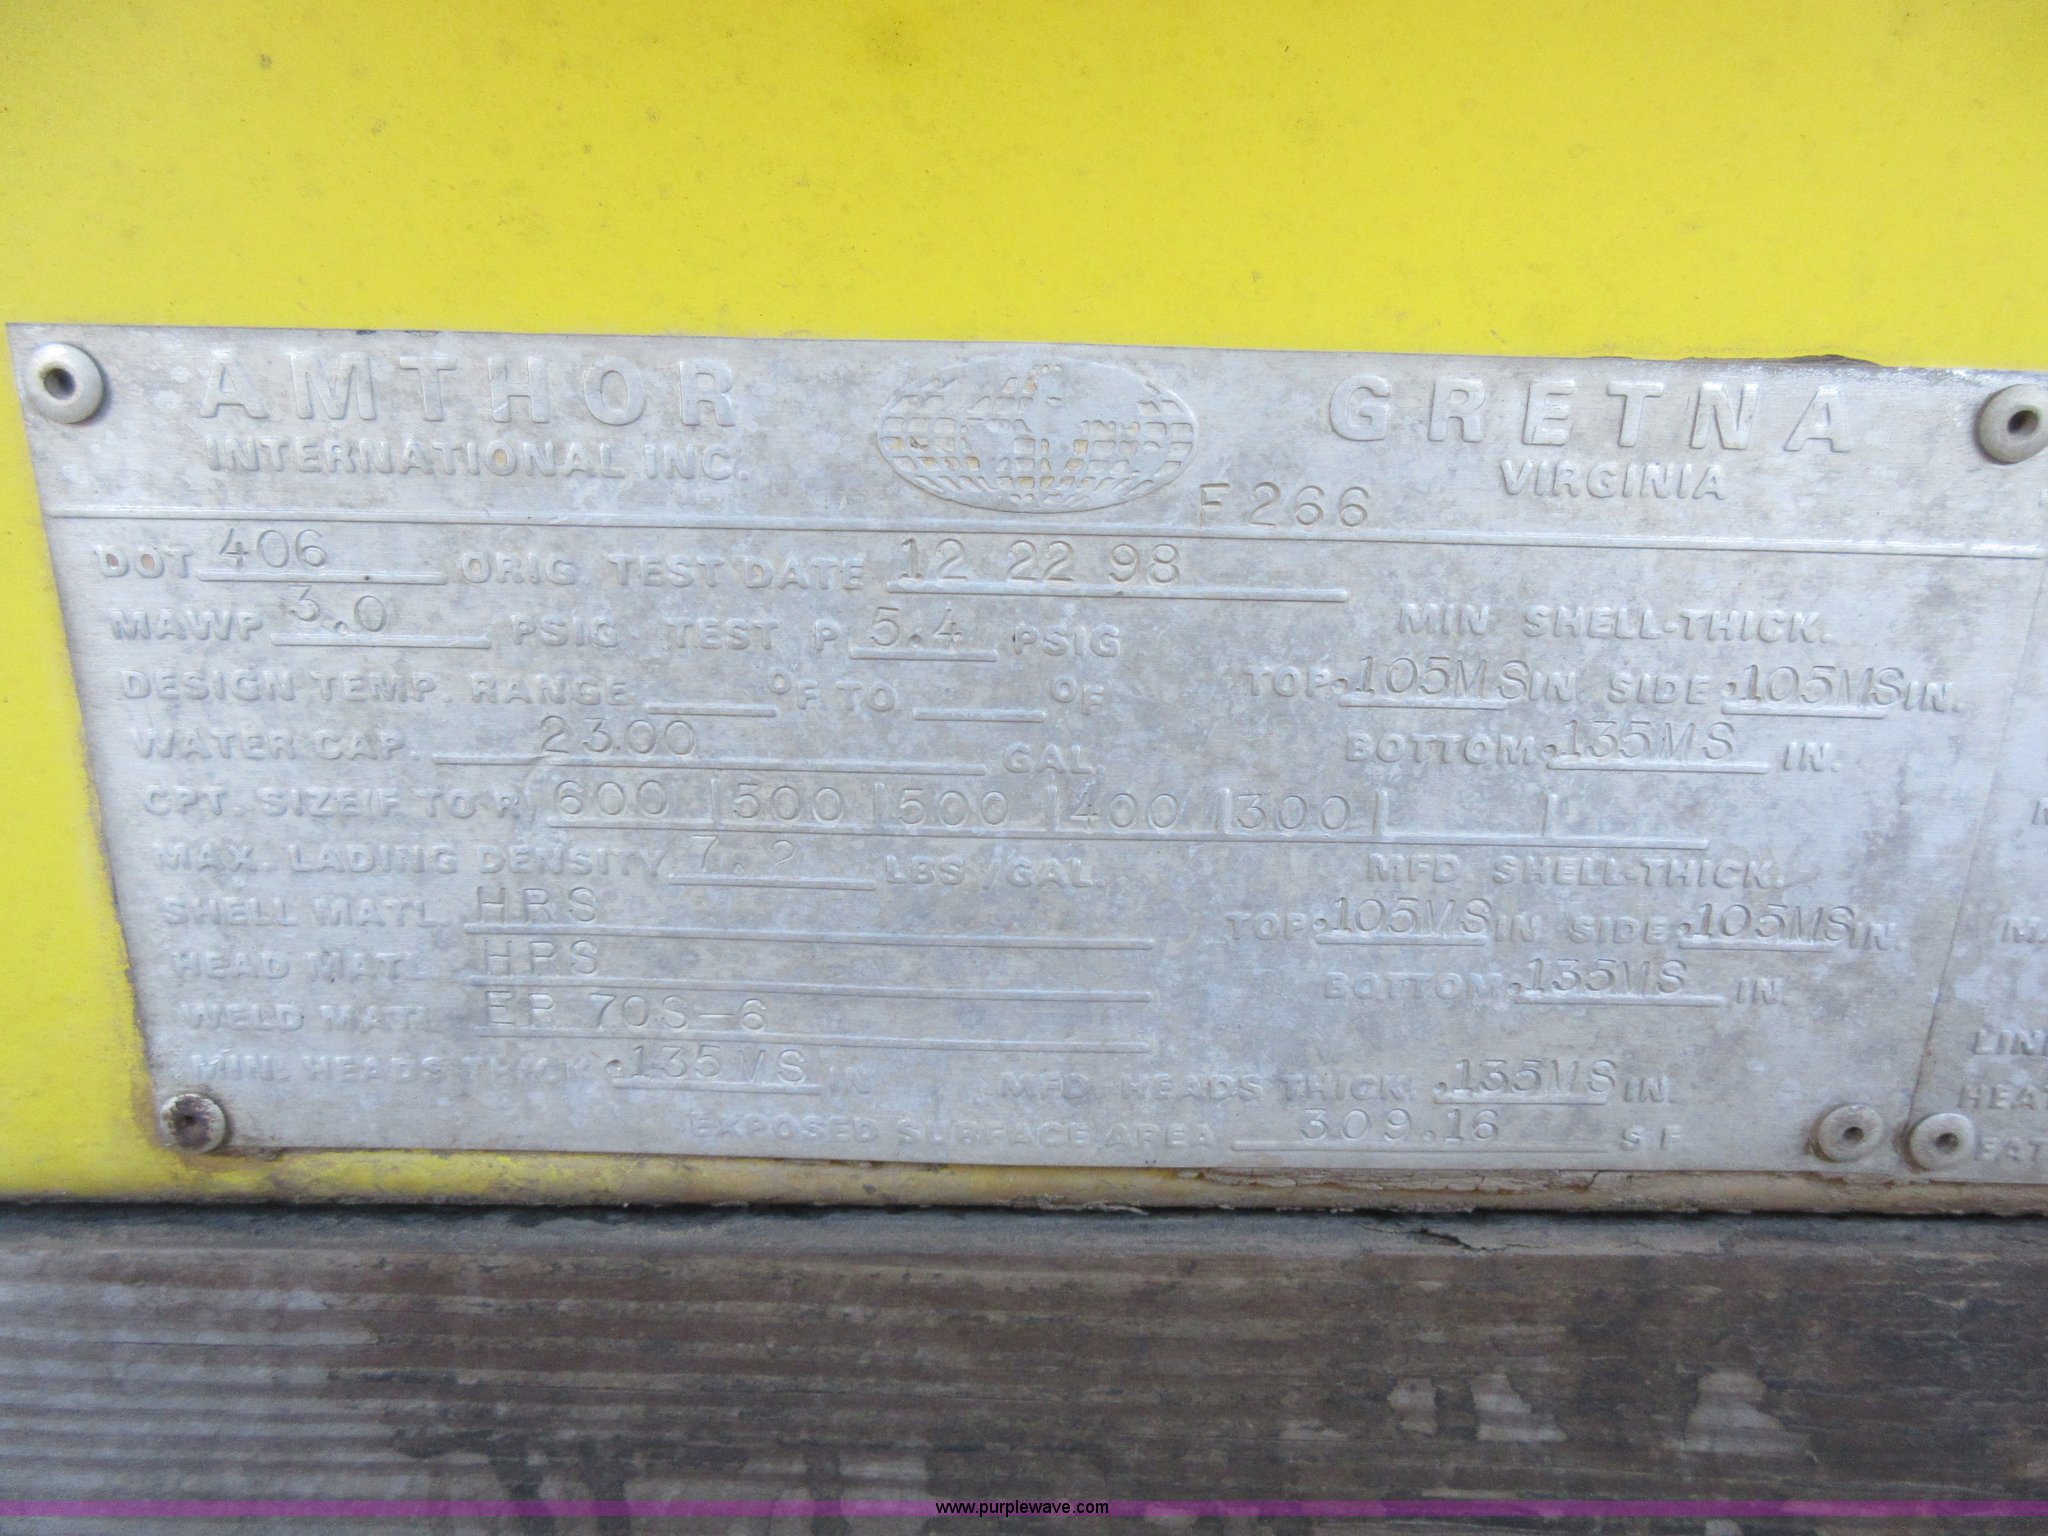 AMTHOR GRETNA
INTERNATIONAL INC. VIRGINIA
F 266
DOT 406 ORIG. TEST DATE 12 22 98
MAWP 3.0 PSIG TEST P 5.4 PSIG MIN SHELL-THICK.
DESIGN TEMP. RANGE °F TO °F TOP .105MS IN. SIDE .105MS IN.
WATER CAP. 2300 GAL. BOTTOM .135MS IN.
CPT. SIZE (F TO R) 600 500 500 400 300
MAX. LADING DENSITY 7.2 LBS/GAL. MFD SHELL-THICK.
SHELL MATL. HRS TOP .105MS IN SIDE .105MS IN.
HEAD MATL. HRS BOTTOM .135MS IN.
WELD MATL. ER 70S-6
LIN
MIN. HEADS THICK .135MS IN MFD. HEADS THICK .135MS IN. HEAT
EXPOSED SURFACE AREA 309.16 S F
www.purplewave.com